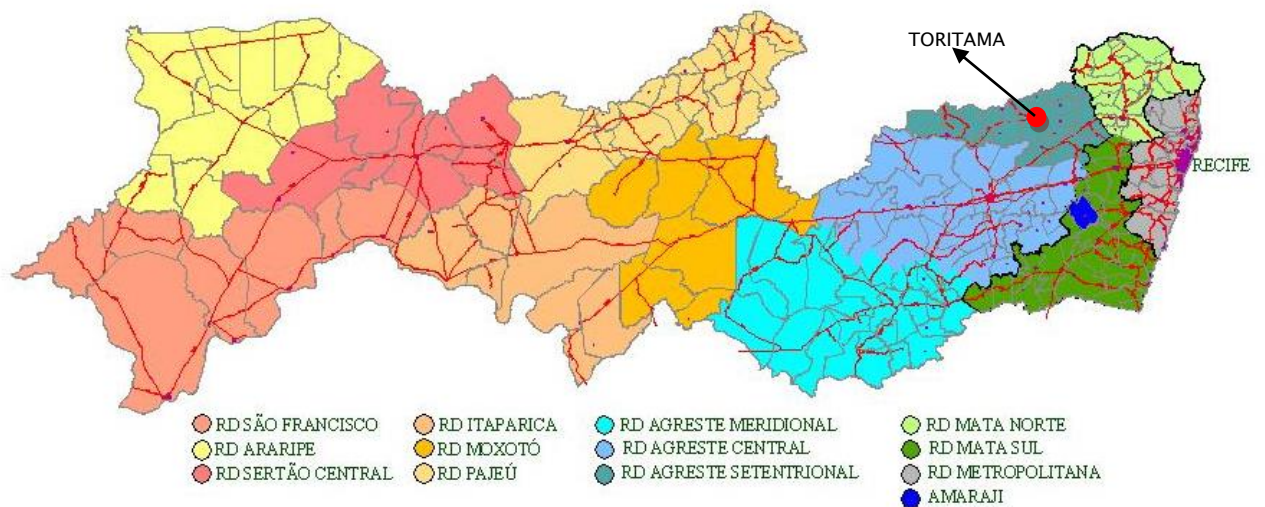 TORITAMA
RECIFE
RD SÃO FRANCISCO
RD ARARIPE
RD SERTÃO CENTRAL
RD ITAPARICA
RD MOXOTÓ
RD PAJEÚ
RD AGRESTE MERIDIONAL
RD AGRESTE CENTRAL
RD AGRESTE SETENTRIONAL
RD MATA NORTE
RD MATA SUL
RD METROPOLITANA
AMARAJI